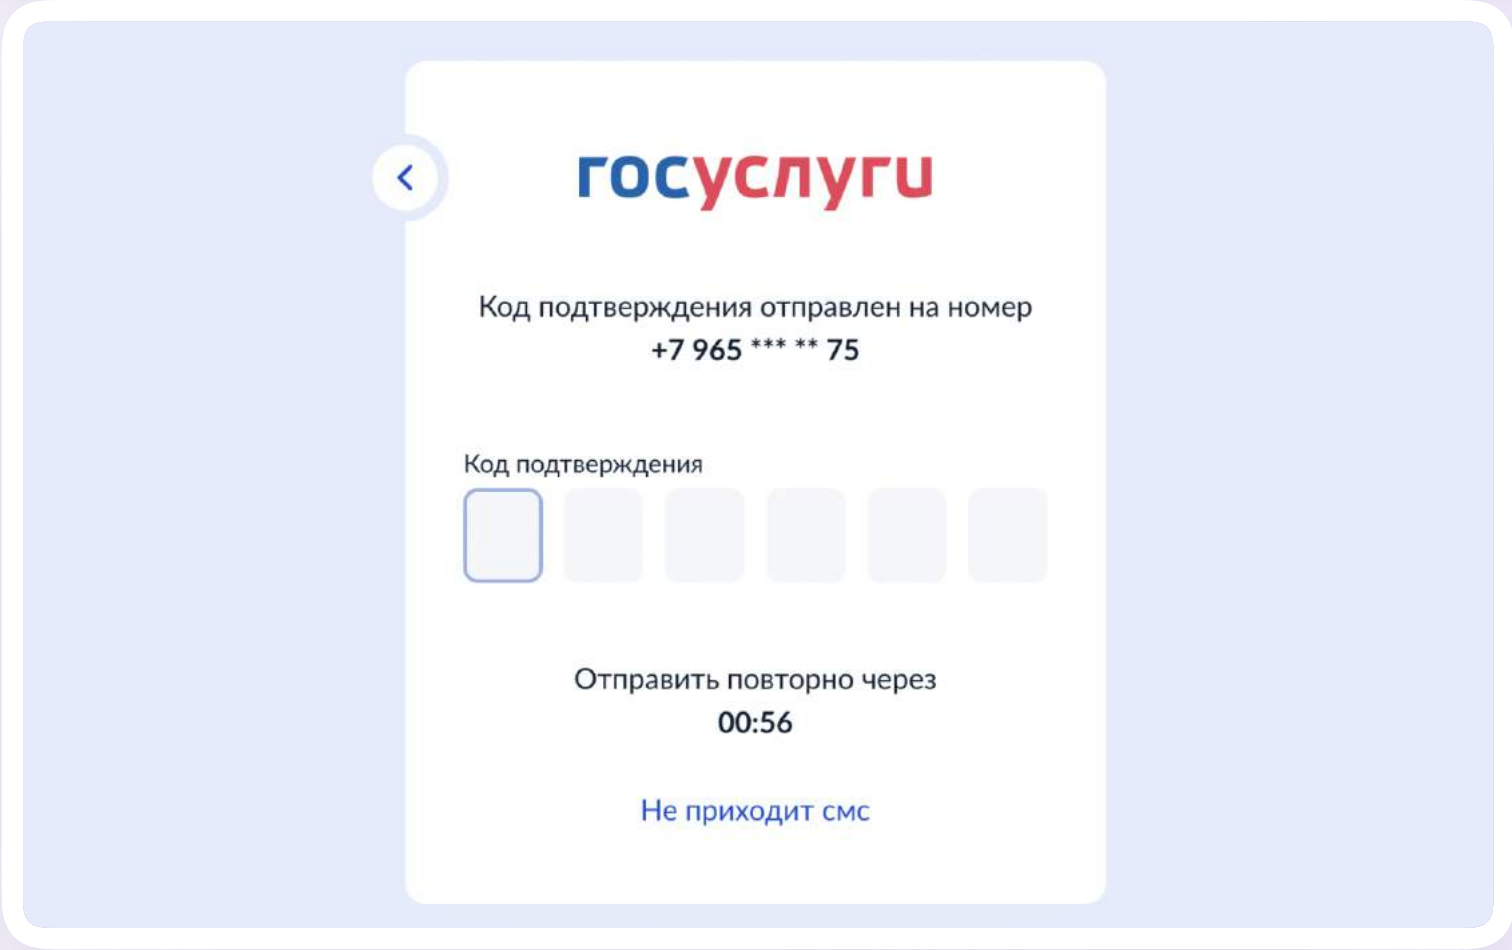 госуслуги
Код подтверждения отправлен на номер
+7 965 *** ** 75
Код подтверждения
Отправить повторно через
00:56
Не приходит смс